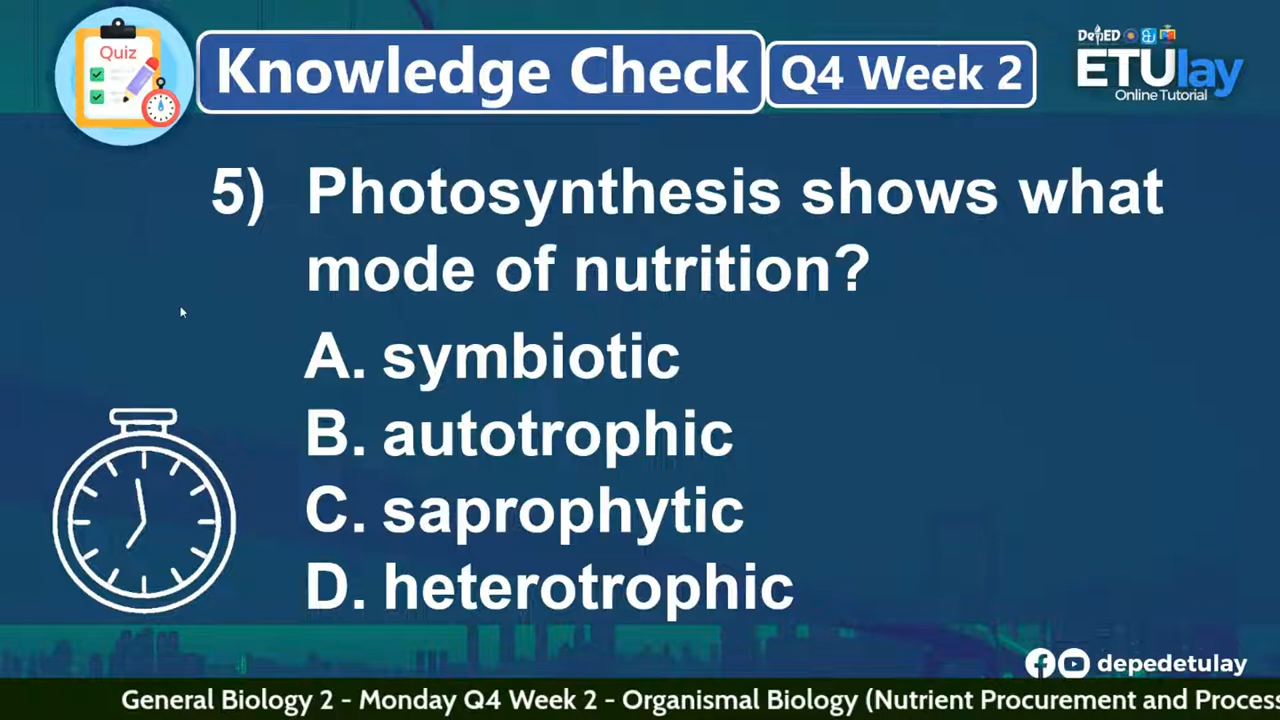 Quiz
Knowledge Check
Q4 Week 2
DepED
ETUlay
Online Tutorial
5) Photosynthesis shows what
mode of nutrition?
A. symbiotic
B. autotrophic
C. saprophytic
D. heterotrophic
depedetulay
General Biology 2 - Monday Q4 Week 2 - Organismal Biology (Nutrient Procurement and Process